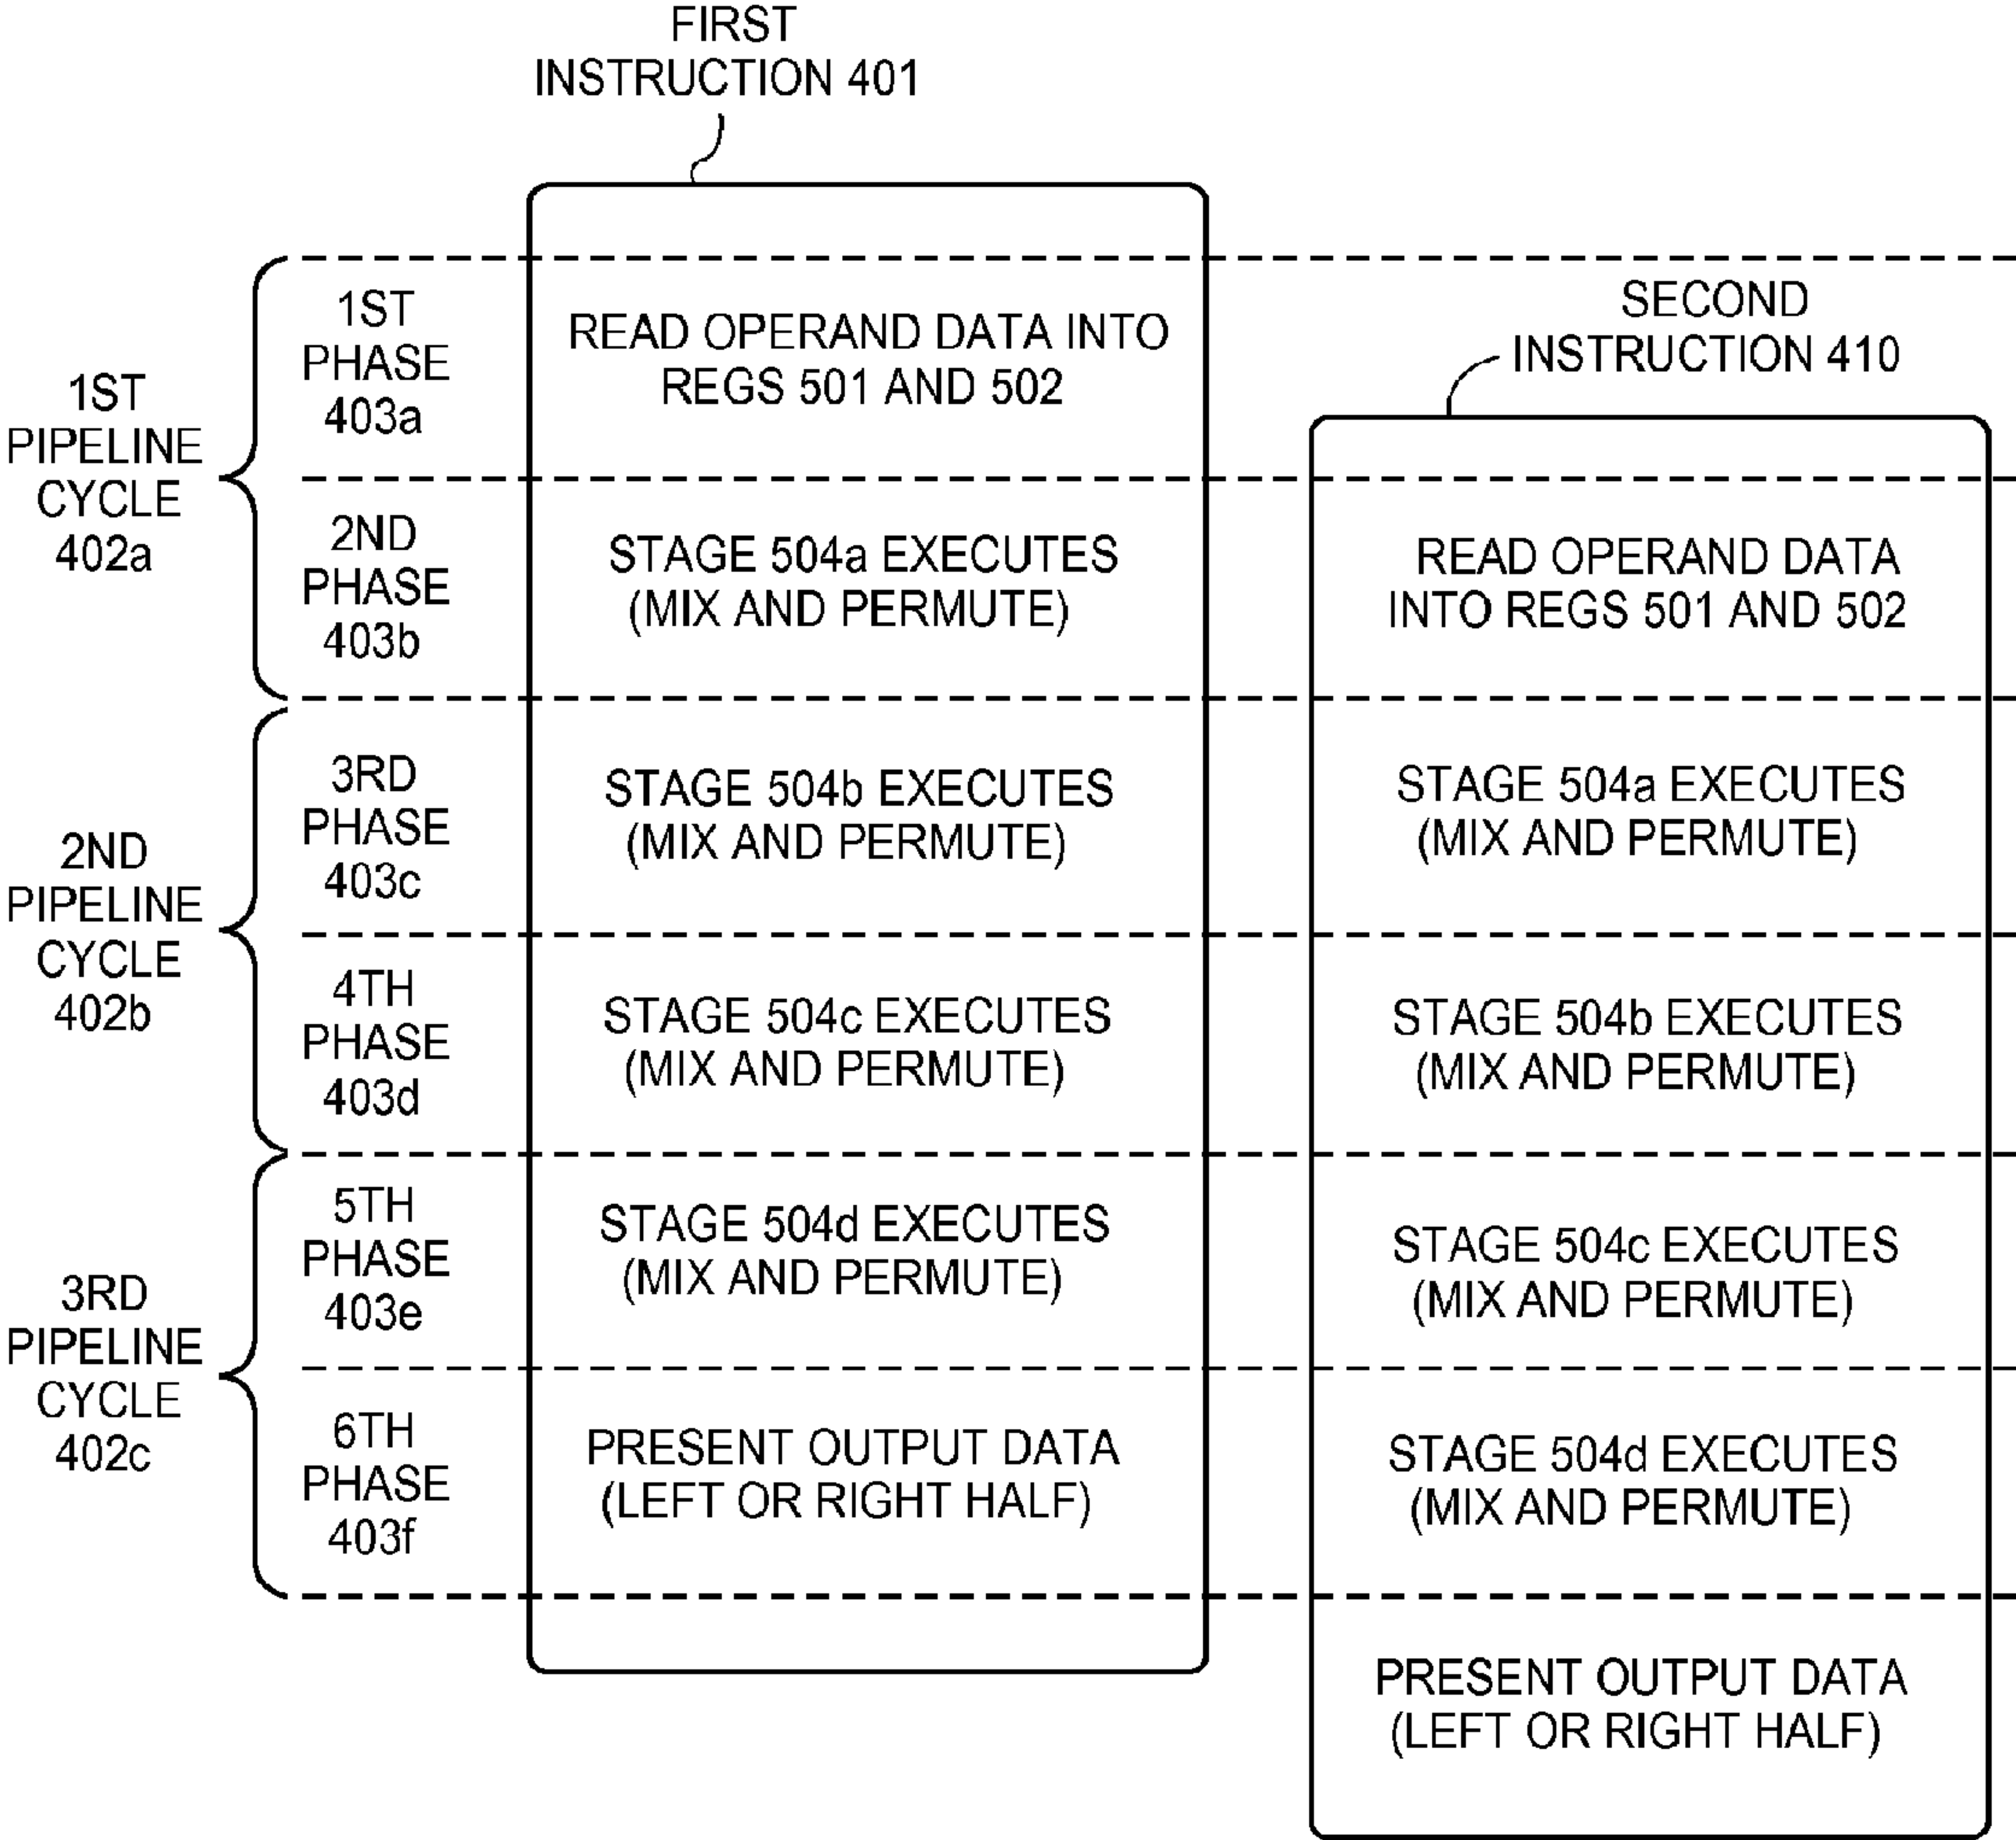 FIRST
INSTRUCTION 401
SECOND
INSTRUCTION 410
1ST
PIPELINE
CYCLE
402a
1ST
PHASE
403a
READ OPERAND DATA INTO
REGS 501 AND 502
2ND
PHASE
403b
STAGE 504a EXECUTES
(MIX AND PERMUTE)
READ OPERAND DATA
INTO REGS 501 AND 502
2ND
PIPELINE
CYCLE
402b
3RD
PHASE
403c
STAGE 504b EXECUTES
(MIX AND PERMUTE)
STAGE 504a EXECUTES
(MIX AND PERMUTE)
4TH
PHASE
403d
STAGE 504c EXECUTES
(MIX AND PERMUTE)
STAGE 504b EXECUTES
(MIX AND PERMUTE)
3RD
PIPELINE
CYCLE
402c
5TH
PHASE
403e
STAGE 504d EXECUTES
(MIX AND PERMUTE)
STAGE 504c EXECUTES
(MIX AND PERMUTE)
6TH
PHASE
403f
PRESENT OUTPUT DATA
(LEFT OR RIGHT HALF)
STAGE 504d EXECUTES
(MIX AND PERMUTE)
PRESENT OUTPUT DATA
(LEFT OR RIGHT HALF)